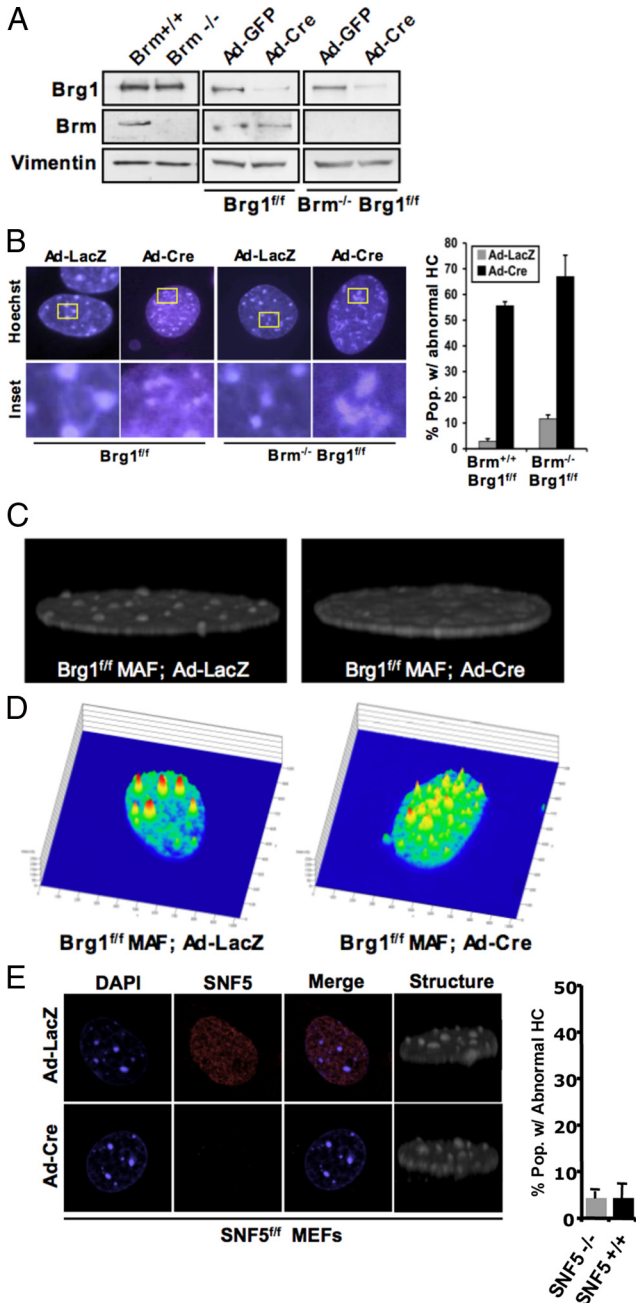 A
Brm+/+
Brm -/-
Ad-GFP
Ad-Cre
Ad-GFP
Ad-Cre
Brg1
Brm
Vimentin
Brg1f/f
Brm-/- Brg1f/f
B
Ad-LacZ
Ad-Cre
Ad-LacZ
Ad-Cre
Hoechst
Inset
Brg1f/f
Brm-/- Brg1f/f
% Pop. w/ abnormal HC
80
70
60
50
40
30
20
10
0
Ad-LacZ
Ad-Cre
Brm+/+
Brg1f/f
Brm-/-
Brg1f/f
C
Brg1f/f MAF; Ad-LacZ
Brg1f/f MAF; Ad-Cre
D
Brg1f/f MAF; Ad-LacZ
Brg1f/f MAF; Ad-Cre
E
DAPI
SNF5
Merge
Structure
Ad-LacZ
Ad-Cre
SNF5f/f MEFs
% Pop. w/ Abnormal HC
50
40
30
20
10
0
SNF5 -/-
SNF5 +/+